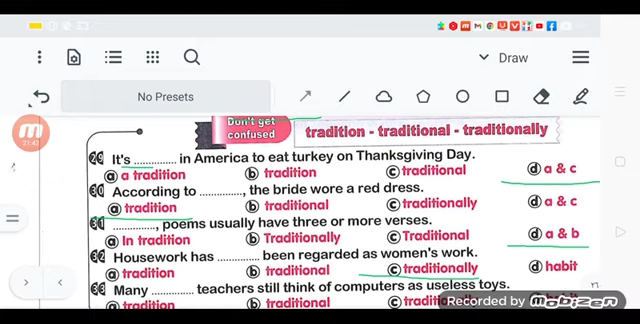 Draw
No Presets
Don't get
confused
tradition - traditional - traditionally
21:42
29 It's ............ in America to eat turkey on Thanksgiving Day.
a a tradition b tradition c traditional d a & c
30 According to ............, the bride wore a red dress.
a tradition b traditional c traditionally d a & c
31 ............, poems usually have three or more verses.
a In tradition b Traditionally c Traditional d a & b
32 Housework has ............ been regarded as women's work.
a tradition b traditional c traditionally d habit
33 Many ............ teachers still think of computers as useless toys.
a tradition b traditional
Recorded by mobizen